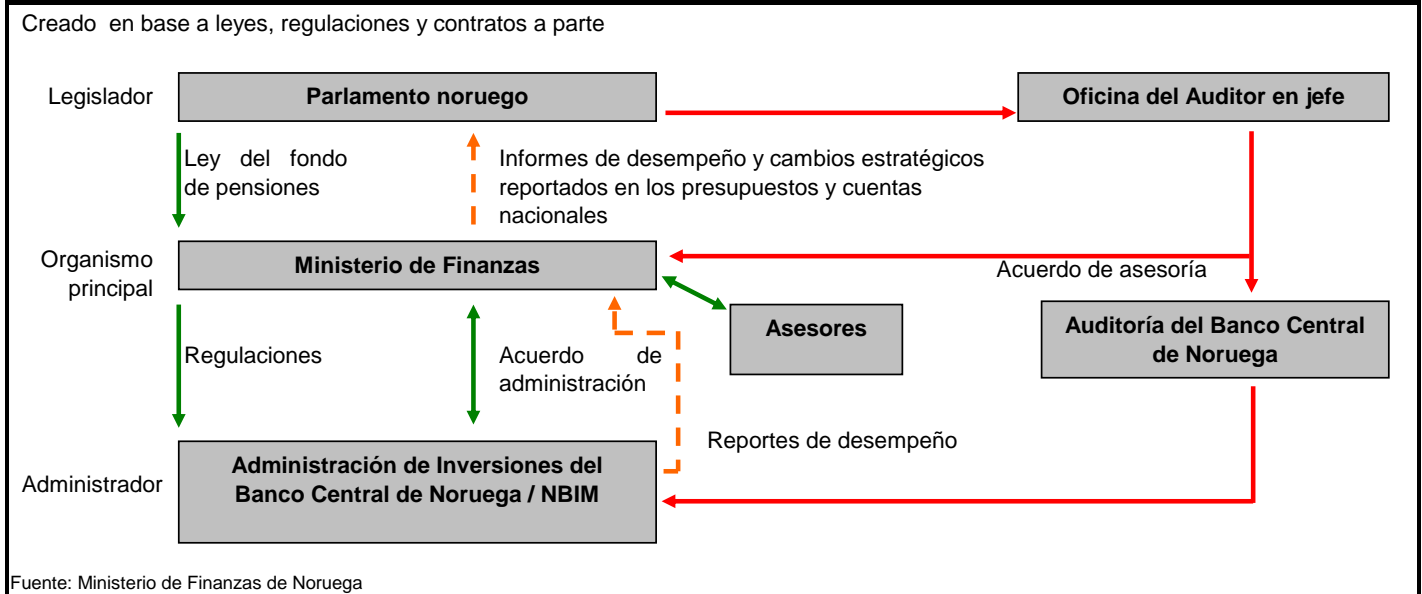 Creado en base a leyes, regulaciones y contratos a parte
Legislador
Parlamento noruego
Oficina del Auditor en jefe
Ley del fondo
de pensiones
Informes de desempeño y cambios estratégicos
reportados en los presupuestos y cuentas
nacionales
Organismo
principal
Ministerio de Finanzas
Acuerdo de asesoría
Asesores
Auditoría del Banco Central
de Noruega
Regulaciones
Acuerdo de
administración
Reportes de desempeño
Administrador
Administración de Inversiones del
Banco Central de Noruega / NBIM
Fuente: Ministerio de Finanzas de Noruega